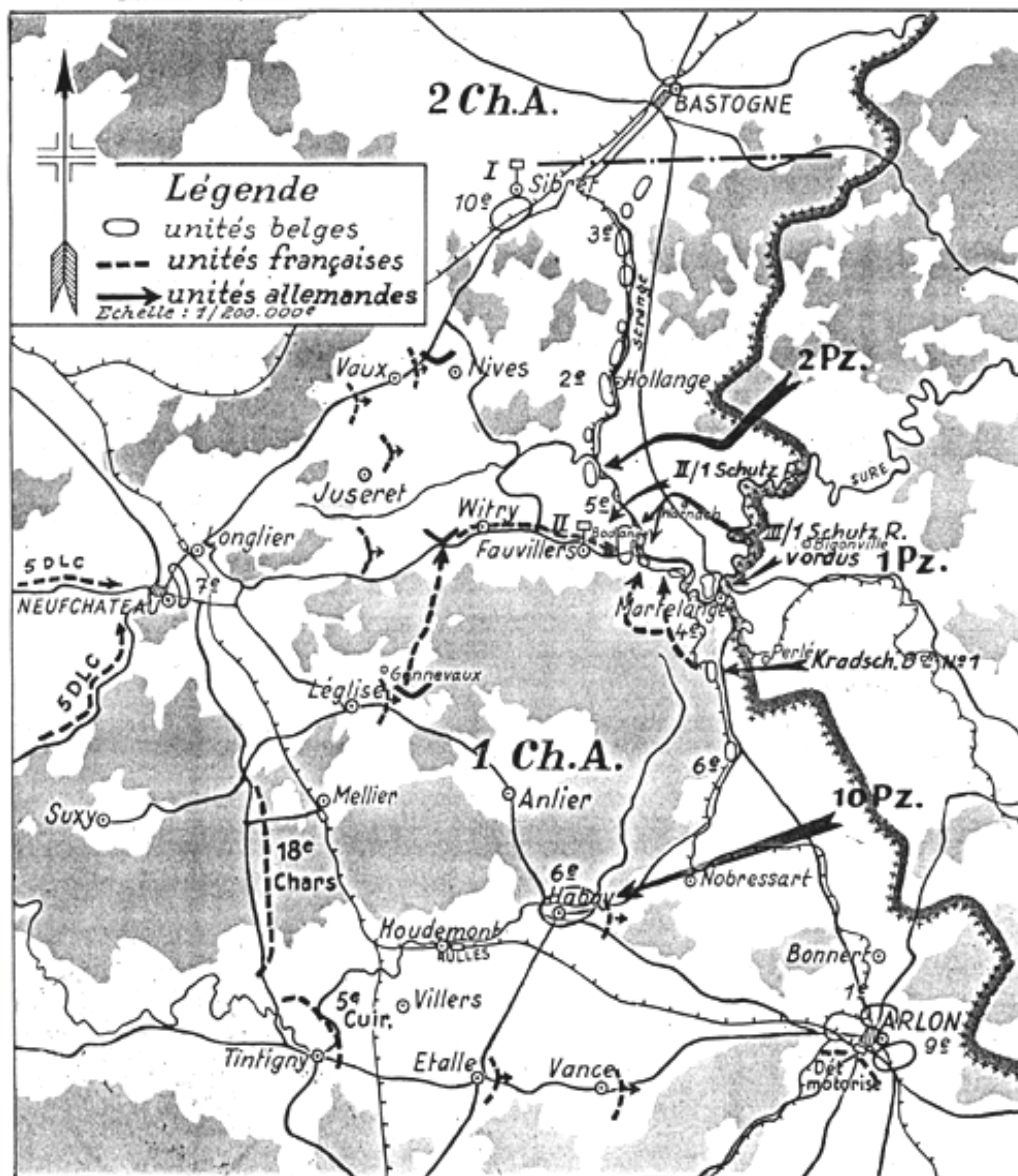 2 Ch.A.
BASTOGNE
Légende
unités belges
unités françaises
unités allemandes
Echelle : 1/200.000e
I
Sibret
10e
3e
Strange
Vaux
Nives
2e
Hollange
2 Pz.
Juseret
SURE
II/1 Schutz R.
5e
Witry
II
Fauvillers
III/1 Schutz R.
Bigonville
vordus
1 Pz.
Longlier
5 DLC
NEUFCHATEAU
7e
Martelange
4e
Perlé
Kradsch. B No 1
5 DLC
Gennevaux
Léglise
1 Ch.A.
6e
Suxy
Mellier
Anlier
10 Pz.
18e
Chars
6e
Habay
Nobressart
Houdemont
RULLES
Bonnert
5e
Cuir.
Villers
1e
ARLON
9e
Tintigny
Etalle
Vance
Dét
motorisé